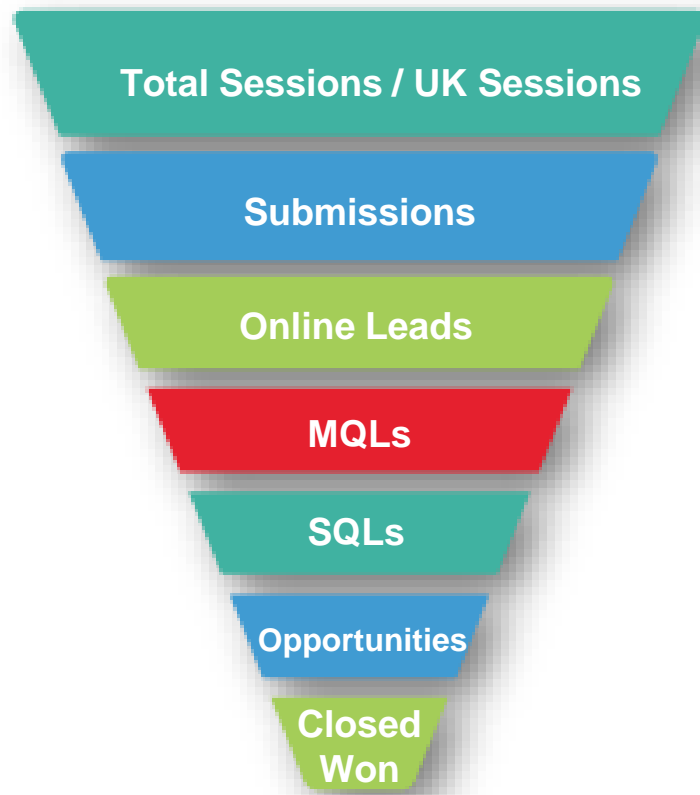 Total Sessions / UK Sessions
Submissions
Online Leads
MQLs
SQLs
Opportunities
Closed
Won